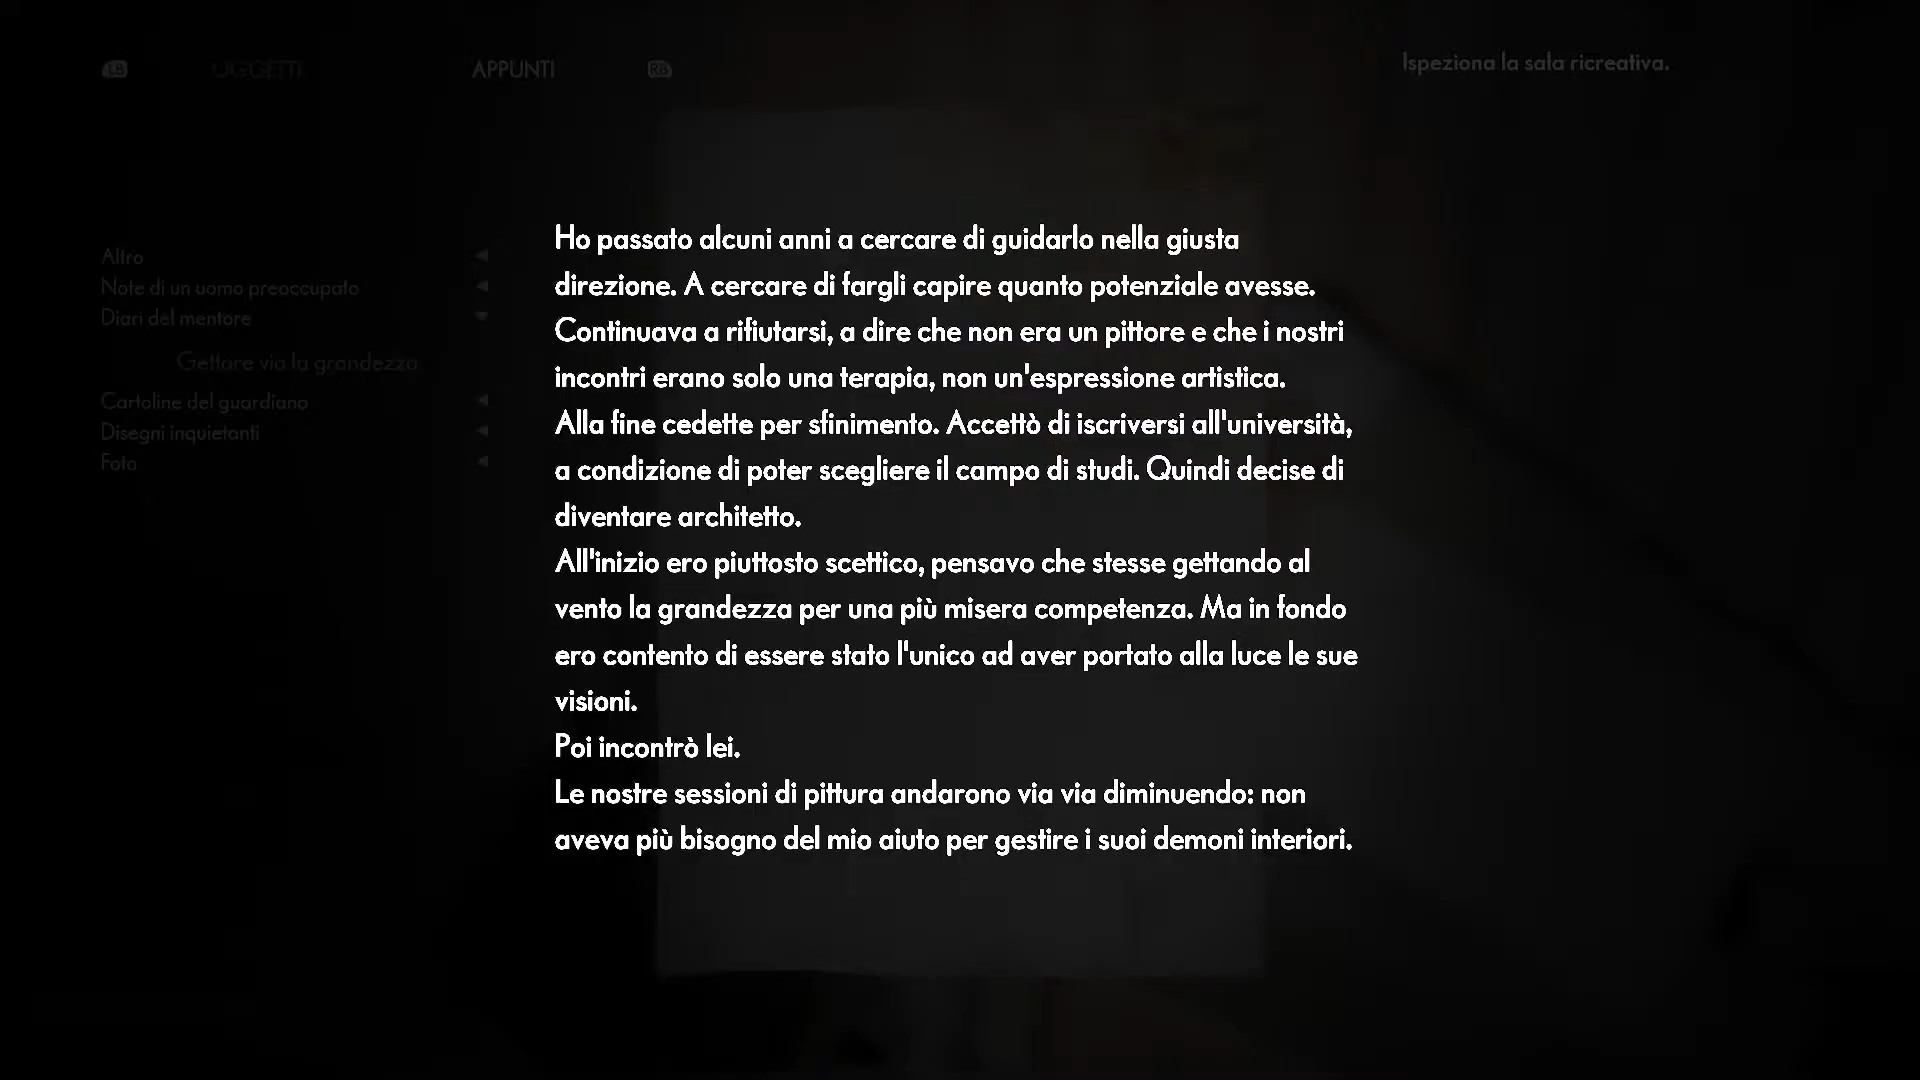 LB OGGETTI APPUNTI RB
Ispeziona la sala ricreativa.
Altro
Note di un uomo preoccupato
Diari del mentore
Gettare via la grandezza
Cartoline del guardiano
Disegni inquietanti
Foto
Ho passato alcuni anni a cercare di guidarlo nella giusta
direzione. A cercare di fargli capire quanto potenziale avesse.
Continuava a rifiutarsi, a dire che non era un pittore e che i nostri
incontri erano solo una terapia, non un'espressione artistica.
Alla fine cedette per sfinimento. Accettò di iscriversi all'università,
a condizione di poter scegliere il campo di studi. Quindi decise di
diventare architetto.
All'inizio ero piuttosto scettico, pensavo che stesse gettando al
vento la grandezza per una più misera competenza. Ma in fondo
ero contento di essere stato l'unico ad aver portato alla luce le sue
visioni.
Poi incontrò lei.
Le nostre sessioni di pittura andarono via via diminuendo: non
aveva più bisogno del mio aiuto per gestire i suoi demoni interiori.